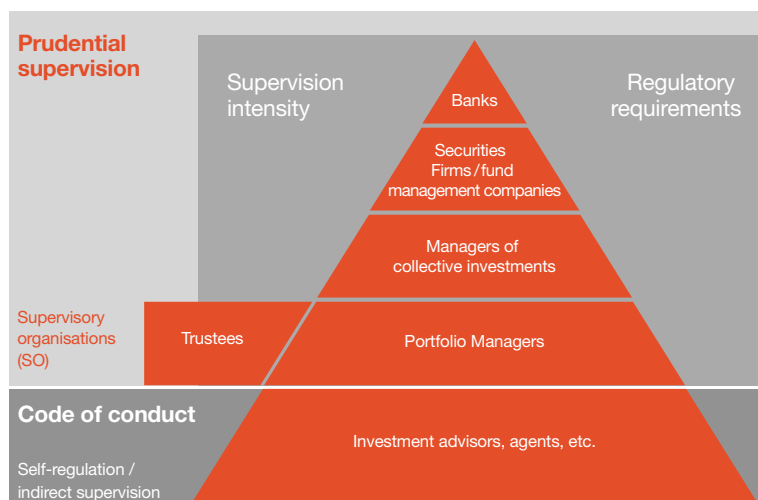 Prudential
supervision
Supervision
intensity
Regulatory
requirements
Banks
Securities
Firms/fund
management companies
Managers of
collective investments
Supervisory
organisations
(SO)
Trustees
Portfolio Managers
Code of conduct
Investment advisors, agents, etc.
Self-regulation /
indirect supervision